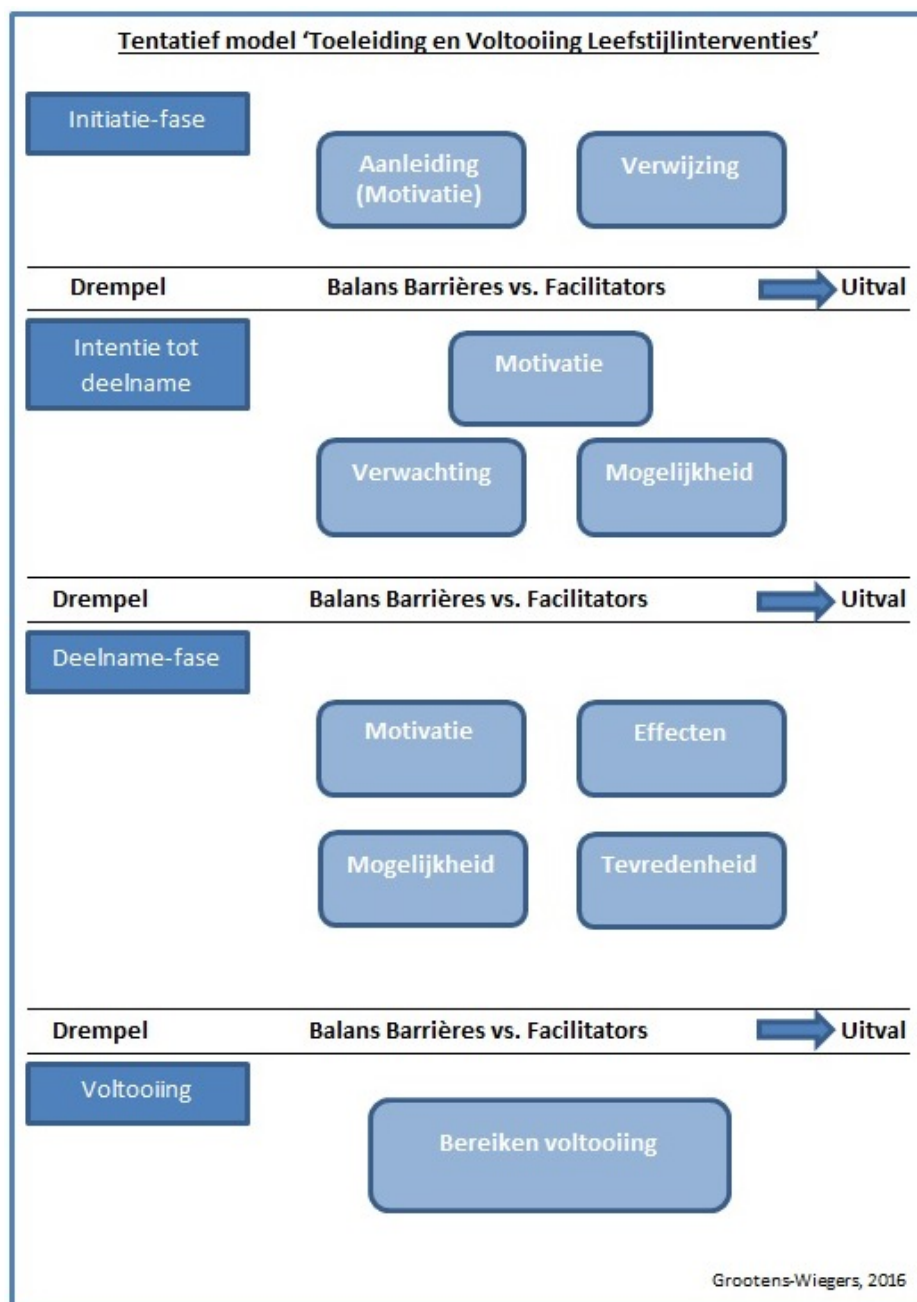 Tentatief model ‘Toeleiding en Voltooiing Leefstijlinterventies’
Initiatie-fase
Aanleiding
(Motivatie)
Verwijzing
Drempel Balans Barrières vs. Facilitators Uitval
Intentie tot
deelname
Motivatie
Verwachting Mogelijkheid
Drempel Balans Barrières vs. Facilitators Uitval
Deelname-fase
Motivatie Effecten
Mogelijkheid Tevredenheid
Drempel Balans Barrières vs. Facilitators Uitval
Voltooiing
Bereiken voltooiing
Grootens-Wiegers, 2016